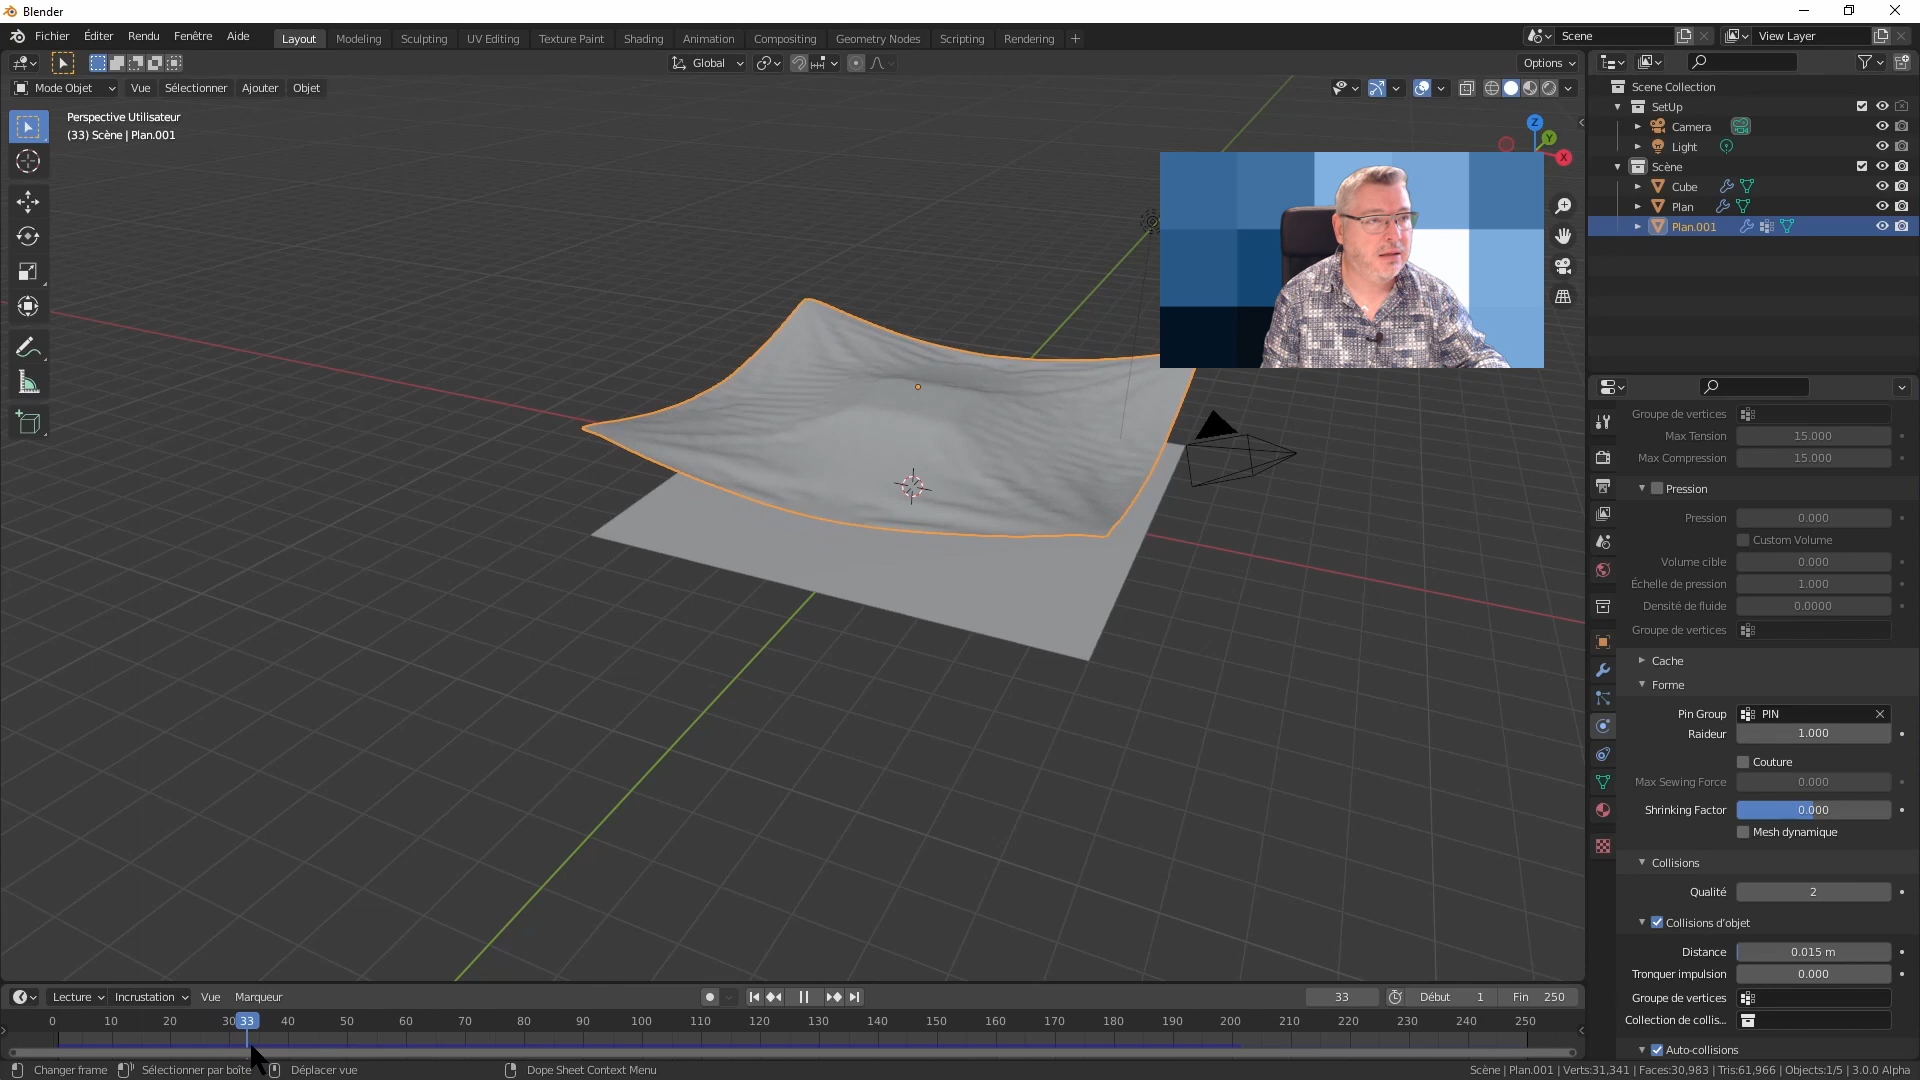 Blender
Fichier Éditer Rendu Fenêtre Aide Layout Modeling Sculpting UV Editing Texture Paint Shading Animation Compositing Geometry Nodes Scripting Rendering + Scene View Layer
Global Options
Mode Objet Vue Sélectionner Ajouter Objet
Perspective Utilisateur
(33) Scène | Plan.001
Z
Y
X
Scene Collection
SetUp
Camera
Light
Scène
Cube
Plan
Plan.001
Groupe de vertices
Max Tension 15.000
Max Compression 15.000
Pression
Pression 0.000
Custom Volume
Volume cible 0.000
Échelle de pression 1.000
Densité de fluide 0.0000
Groupe de vertices
Cache
Forme
Pin Group PIN
Raideur 1.000
Couture
Max Sewing Force 0.000
Shrinking Factor 0.000
Mesh dynamique
Collisions
Qualité 2
Collisions d'objet
Distance 0.015 m
Tronquer impulsion 0.000
Groupe de vertices
Collection de collis...
Auto-collisions
Lecture Incrustation Vue Marqueur 33 Début 1 Fin 250
0 10 20 30 33 40 50 60 70 80 90 100 110 120 130 140 150 160 170 180 190 200 210 220 230 240 250
Changer frame Sélectionner par boîte Déplacer vue Dope Sheet Context Menu Scène | Plan.001 | Verts:31,341 | Faces:30,983 | Tris:61,966 | Objects:1/5 | 3.0.0 Alpha